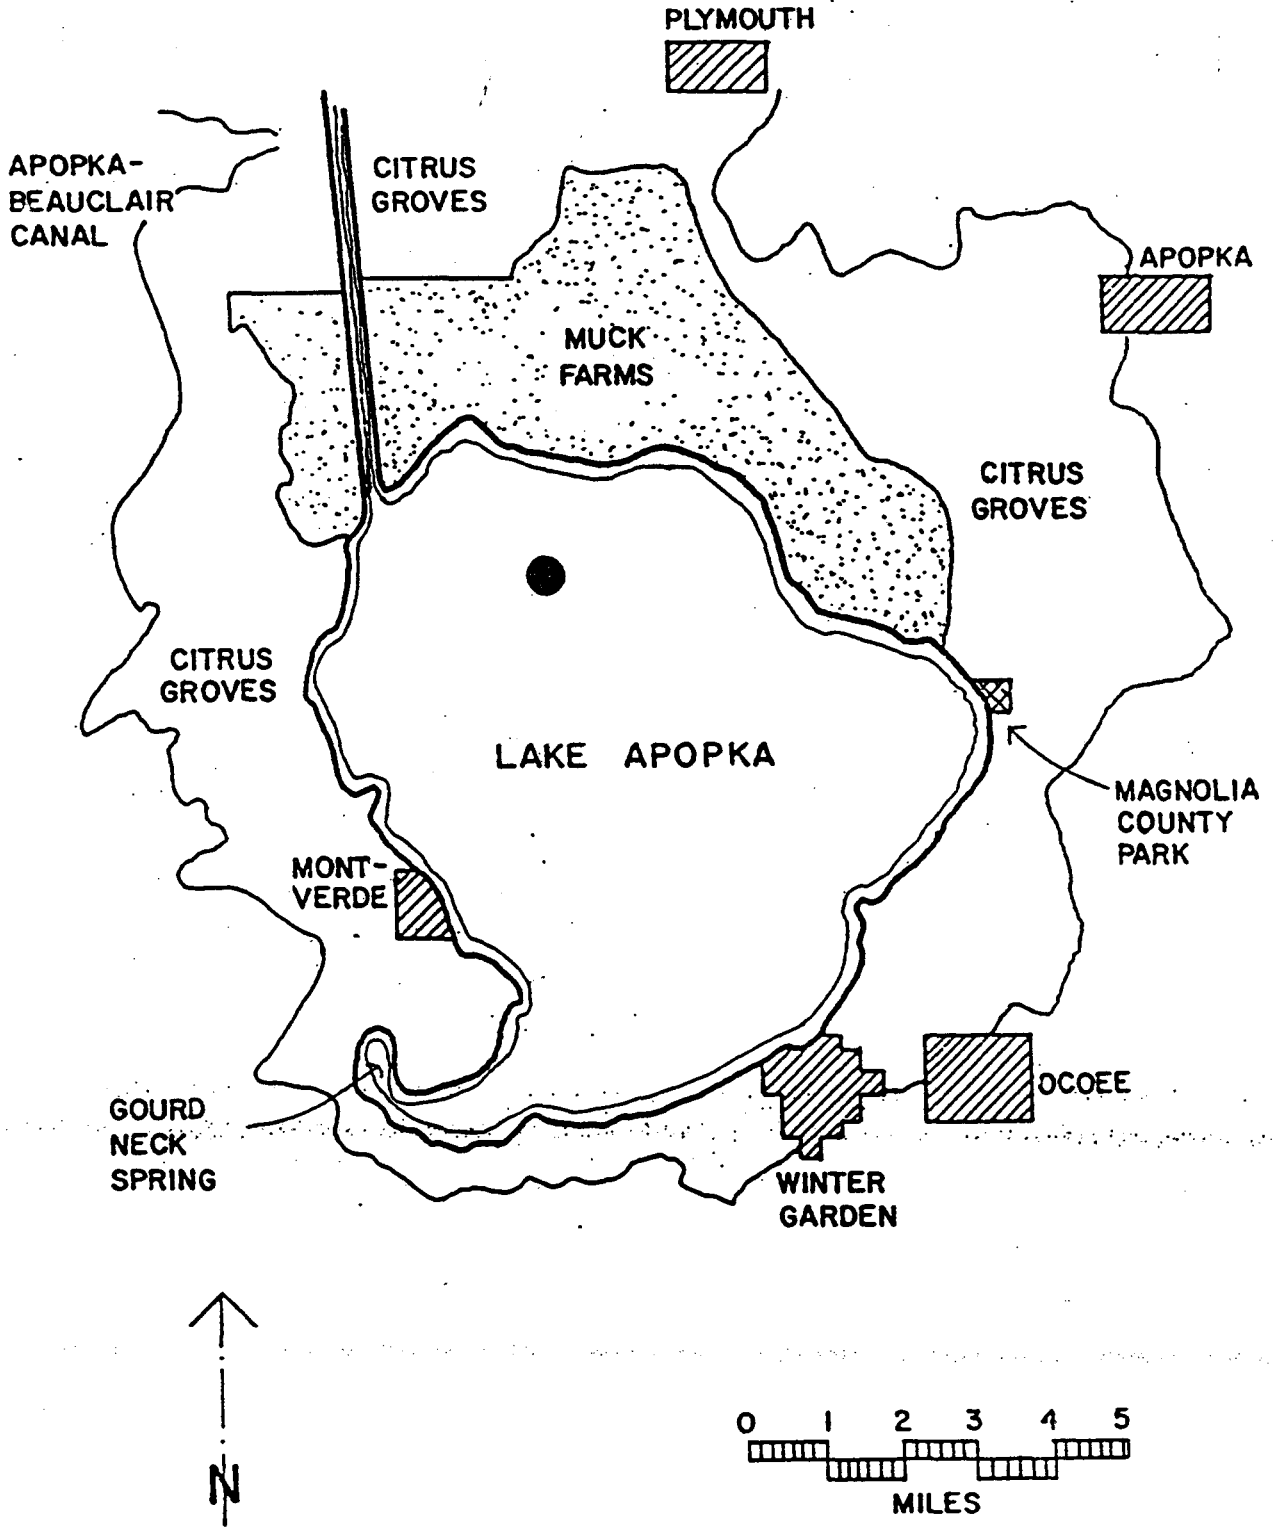 PLYMOUTH
APOPKA-
BEAUCLAIR
CANAL
CITRUS
GROVES
APOPKA
MUCK
FARMS
CITRUS
GROVES
CITRUS
GROVES
LAKE APOPKA
MAGNOLIA
COUNTY
PARK
MONT-
VERDE
OCOEE
GOURD
NECK
SPRING
WINTER
GARDEN
N
0 1 2 3 4 5
MILES